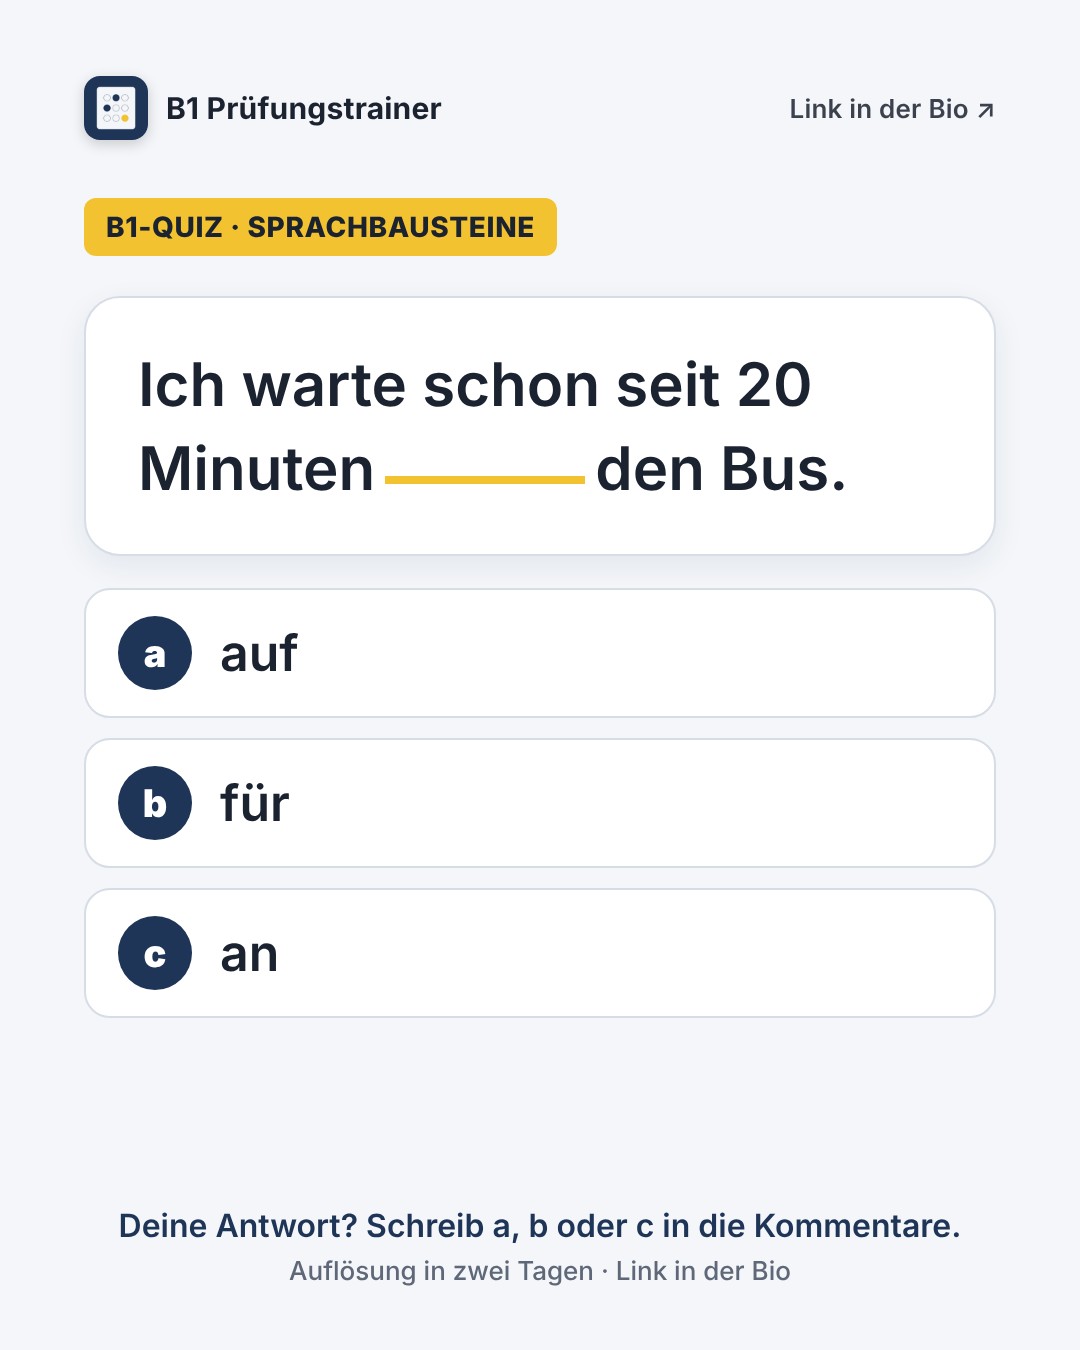 B1 Prüfungstrainer
Link in der Bio ↗
B1-QUIZ · SPRACHBAUSTEINE
Ich warte schon seit 20
Minuten ______ den Bus.
a auf
b für
c an
Deine Antwort? Schreib a, b oder c in die Kommentare.
Auflösung in zwei Tagen · Link in der Bio